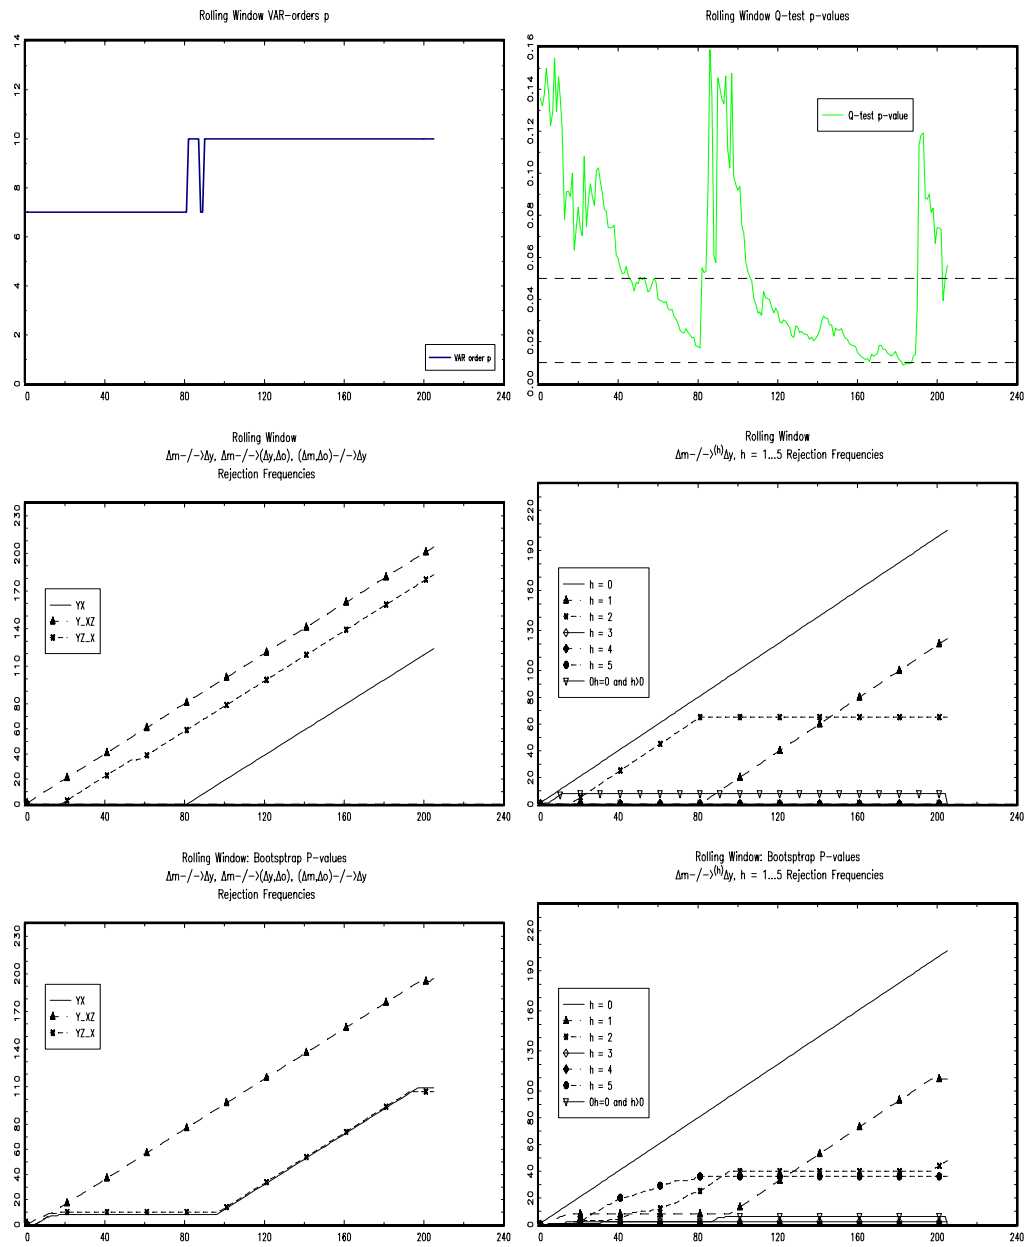 Rolling Window VAR-orders p
14
12
10
8
6
4
2
0
VAR order p
0 40 80 120 160 200 240
Rolling Window Q-test p-values
0.16
0.14
0.12
0.10
0.08
0.06
0.04
0.02
0.00
Q-test p-value
0 40 80 120 160 200 240
Rolling Window
Δm-/->Δy, Δm-/->(Δy,Δo), (Δm,Δo)-/->Δy
Rejection Frequencies
230
200
170
140
110
80
60
40
20
0
YX
Y_XZ
YZ_X
0 40 80 120 160 200 240
Rolling Window
Δm-/->(h)Δy, h = 1...5 Rejection Frequencies
220
190
160
130
100
80
60
40
20
0
h = 0
h = 1
h = 2
h = 3
h = 4
h = 5
0h=0 and h>0
0 40 80 120 160 200 240
Rolling Window: Bootsptrap P-values
Δm-/->Δy, Δm-/->(Δy,Δo), (Δm,Δo)-/->Δy
Rejection Frequencies
230
200
170
140
110
80
60
40
20
0
YX
Y_XZ
YZ_X
0 40 80 120 160 200 240
Rolling Window: Bootsptrap P-values
Δm-/->(h)Δy, h = 1...5 Rejection Frequencies
220
190
160
130
100
80
60
40
20
0
h = 0
h = 1
h = 2
h = 3
h = 4
h = 5
0h=0 and h>0
0 40 80 120 160 200 240